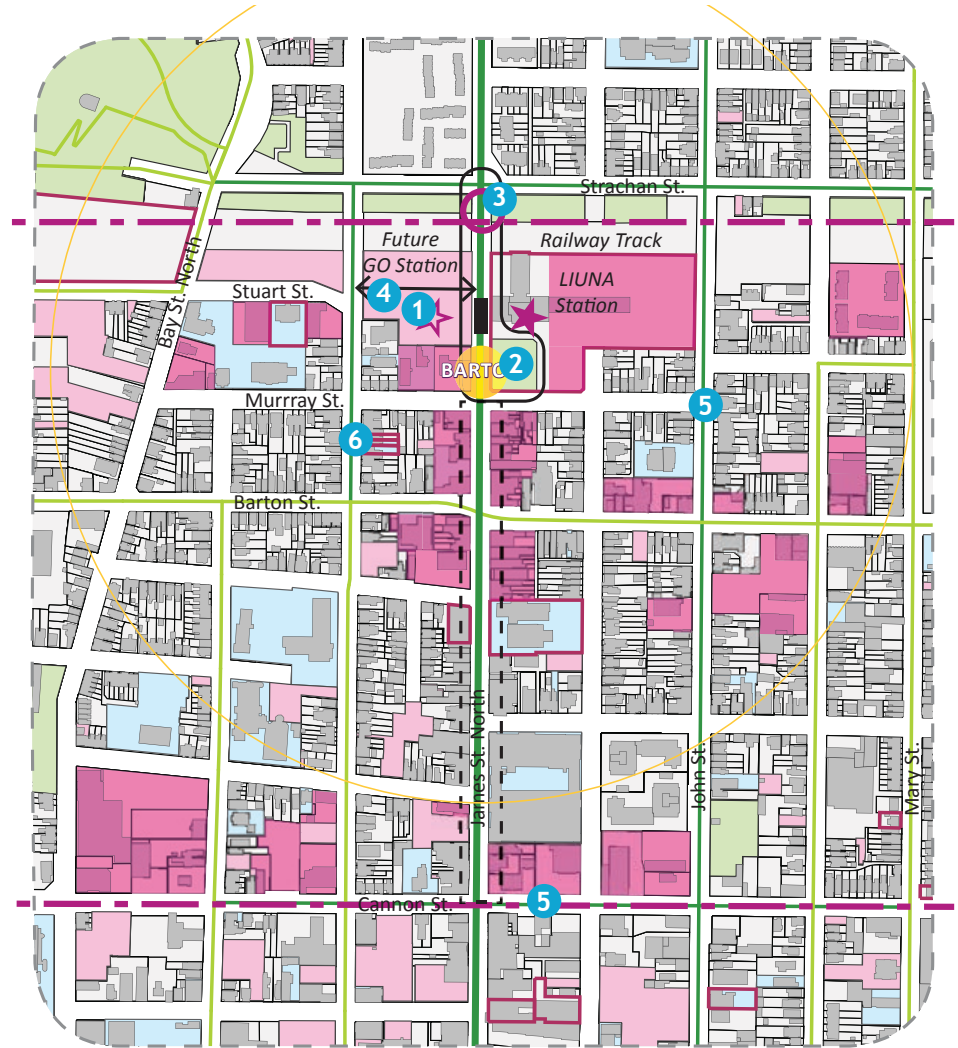 Strachan St.
3
Future
GO Station
Railway Track
LIUNA
Station
Bay St. North
Stuart St.
4
1
BARTO
2
Murrray St.
5
6
Barton St.
James St. North
John St.
Mary St.
5
Cannon St.